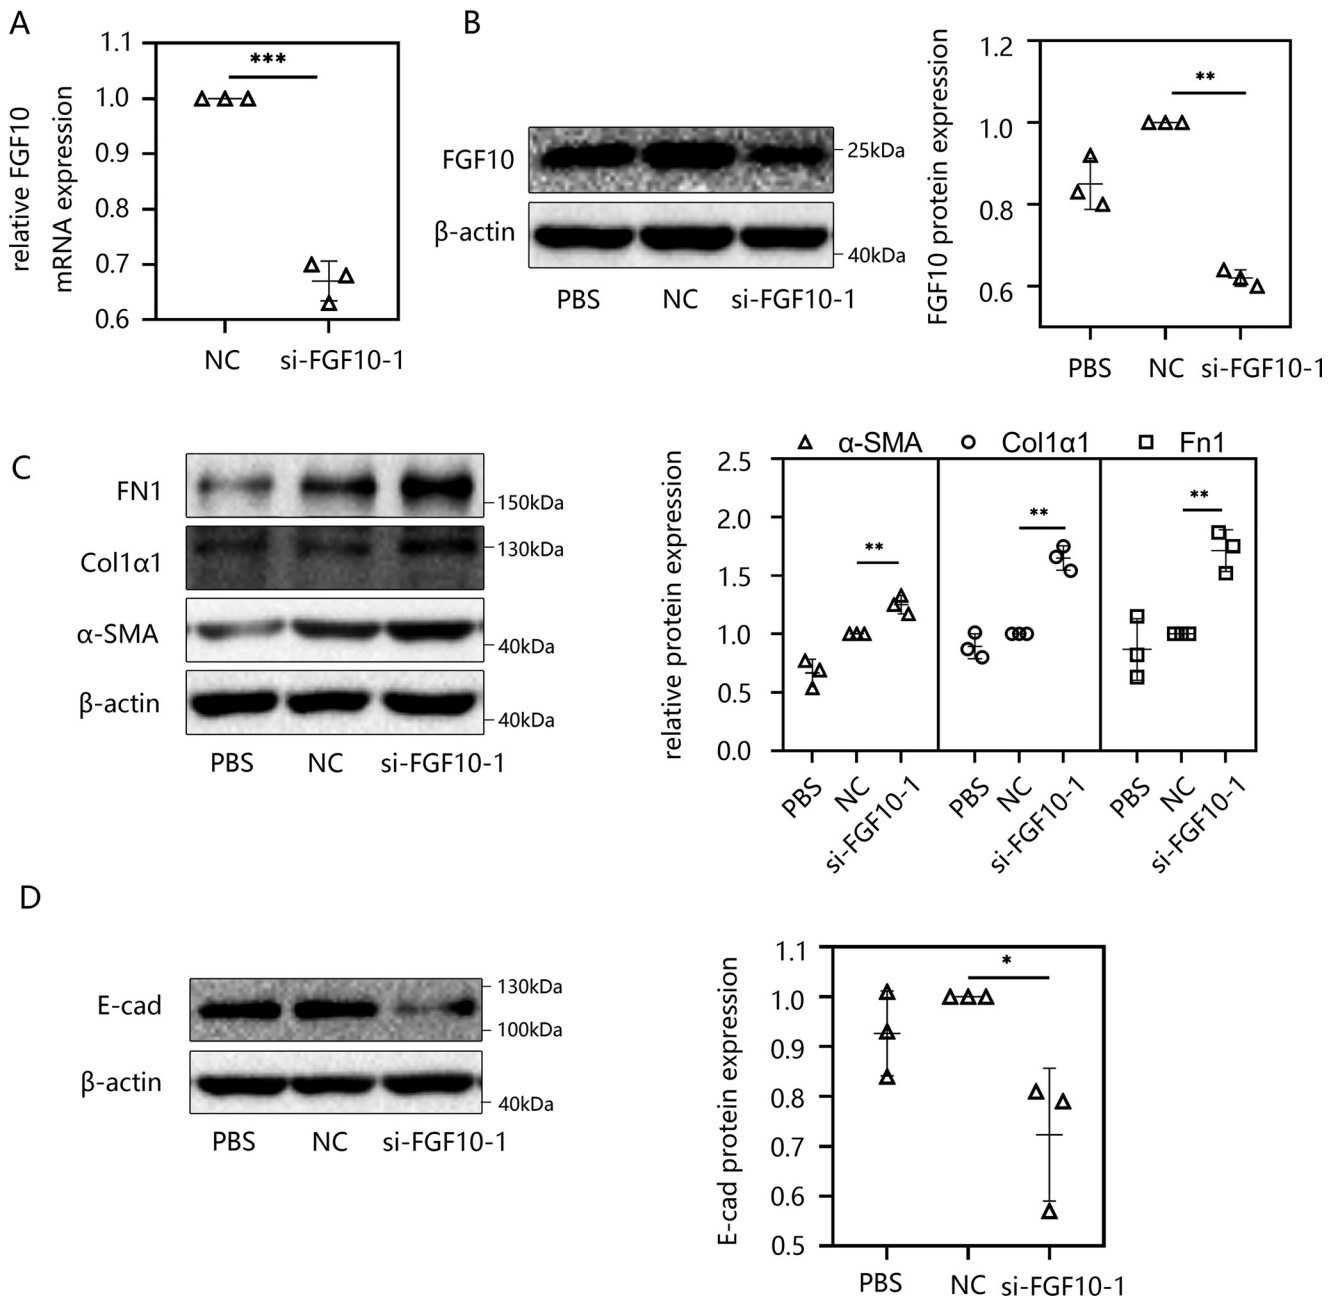 A
relative FGF10
mRNA expression
1.1
1.0
0.9
0.8
0.7
0.6
***
NC
si-FGF10-1
B
FGF10
β-actin
25kDa
40kDa
PBS
NC
si-FGF10-1
FGF10 protein expression
1.2
1.0
0.8
0.6
**
PBS
NC
si-FGF10-1
C
FN1
150kDa
Col1α1
130kDa
α-SMA
40kDa
β-actin
40kDa
PBS
NC
si-FGF10-1
α-SMA
Col1α1
Fn1
relative protein expression
2.5
2.0
1.5
1.0
0.5
0.0
**
**
**
PBS
NC
si-FGF10-1
PBS
NC
si-FGF10-1
PBS
NC
si-FGF10-1
D
E-cad
130kDa
100kDa
β-actin
40kDa
PBS
NC
si-FGF10-1
E-cad protein expression
1.1
1.0
0.9
0.8
0.7
0.6
0.5
*
PBS
NC
si-FGF10-1